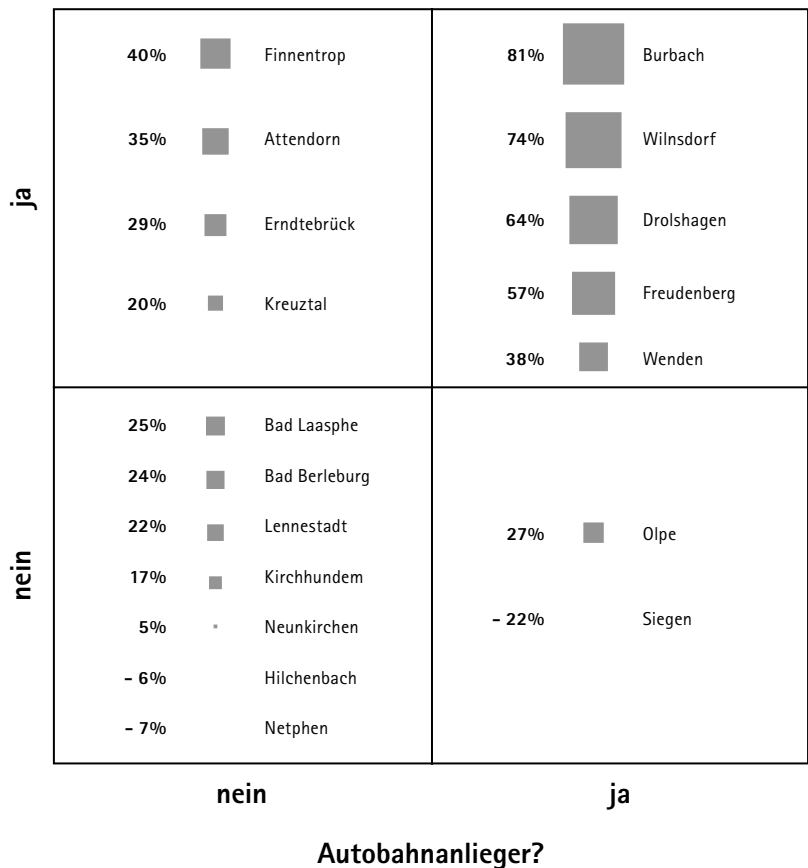 ja
40% Finnentrop
35% Attendorn
29% Erndtebrück
20% Kreuztal
81% Burbach
74% Wilnsdorf
64% Drolshagen
57% Freudenberg
38% Wenden
nein
25% Bad Laasphe
24% Bad Berleburg
22% Lennestadt
17% Kirchhundem
5% Neunkirchen
– 6% Hilchenbach
– 7% Netphen
27% Olpe
– 22% Siegen
nein ja
Autobahnanlieger?